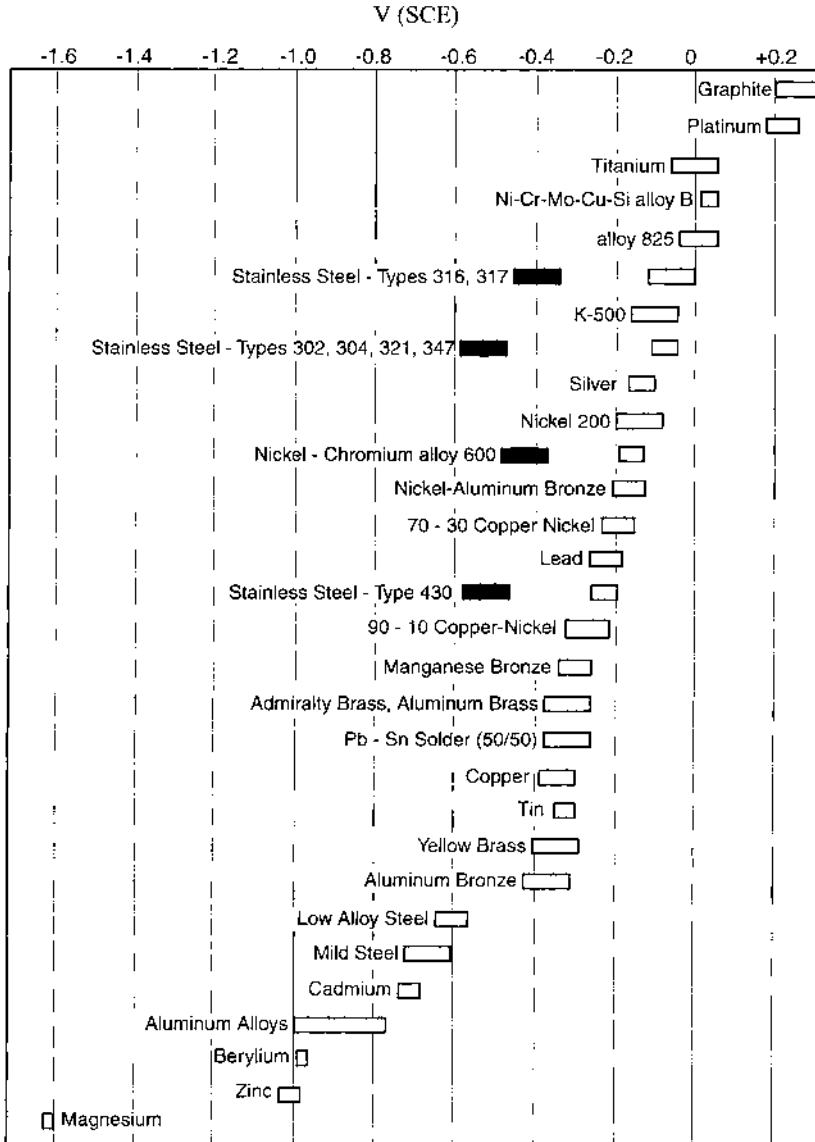 V (SCE)
-1.6 -1.4 -1.2 -1.0 -0.8 -0.6 -0.4 -0.2 0 +0.2
Graphite
Platinum
Titanium
Ni-Cr-Mo-Cu-Si alloy B
alloy 825
Stainless Steel - Types 316, 317
K-500
Stainless Steel - Types 302, 304, 321, 347
Silver
Nickel 200
Nickel - Chromium alloy 600
Nickel-Aluminum Bronze
70 - 30 Copper Nickel
Lead
Stainless Steel - Type 430
90 - 10 Copper-Nickel
Manganese Bronze
Admiralty Brass, Aluminum Brass
Pb - Sn Solder (50/50)
Copper
Tin
Yellow Brass
Aluminum Bronze
Low Alloy Steel
Mild Steel
Cadmium
Aluminum Alloys
Berylium
Zinc
Magnesium